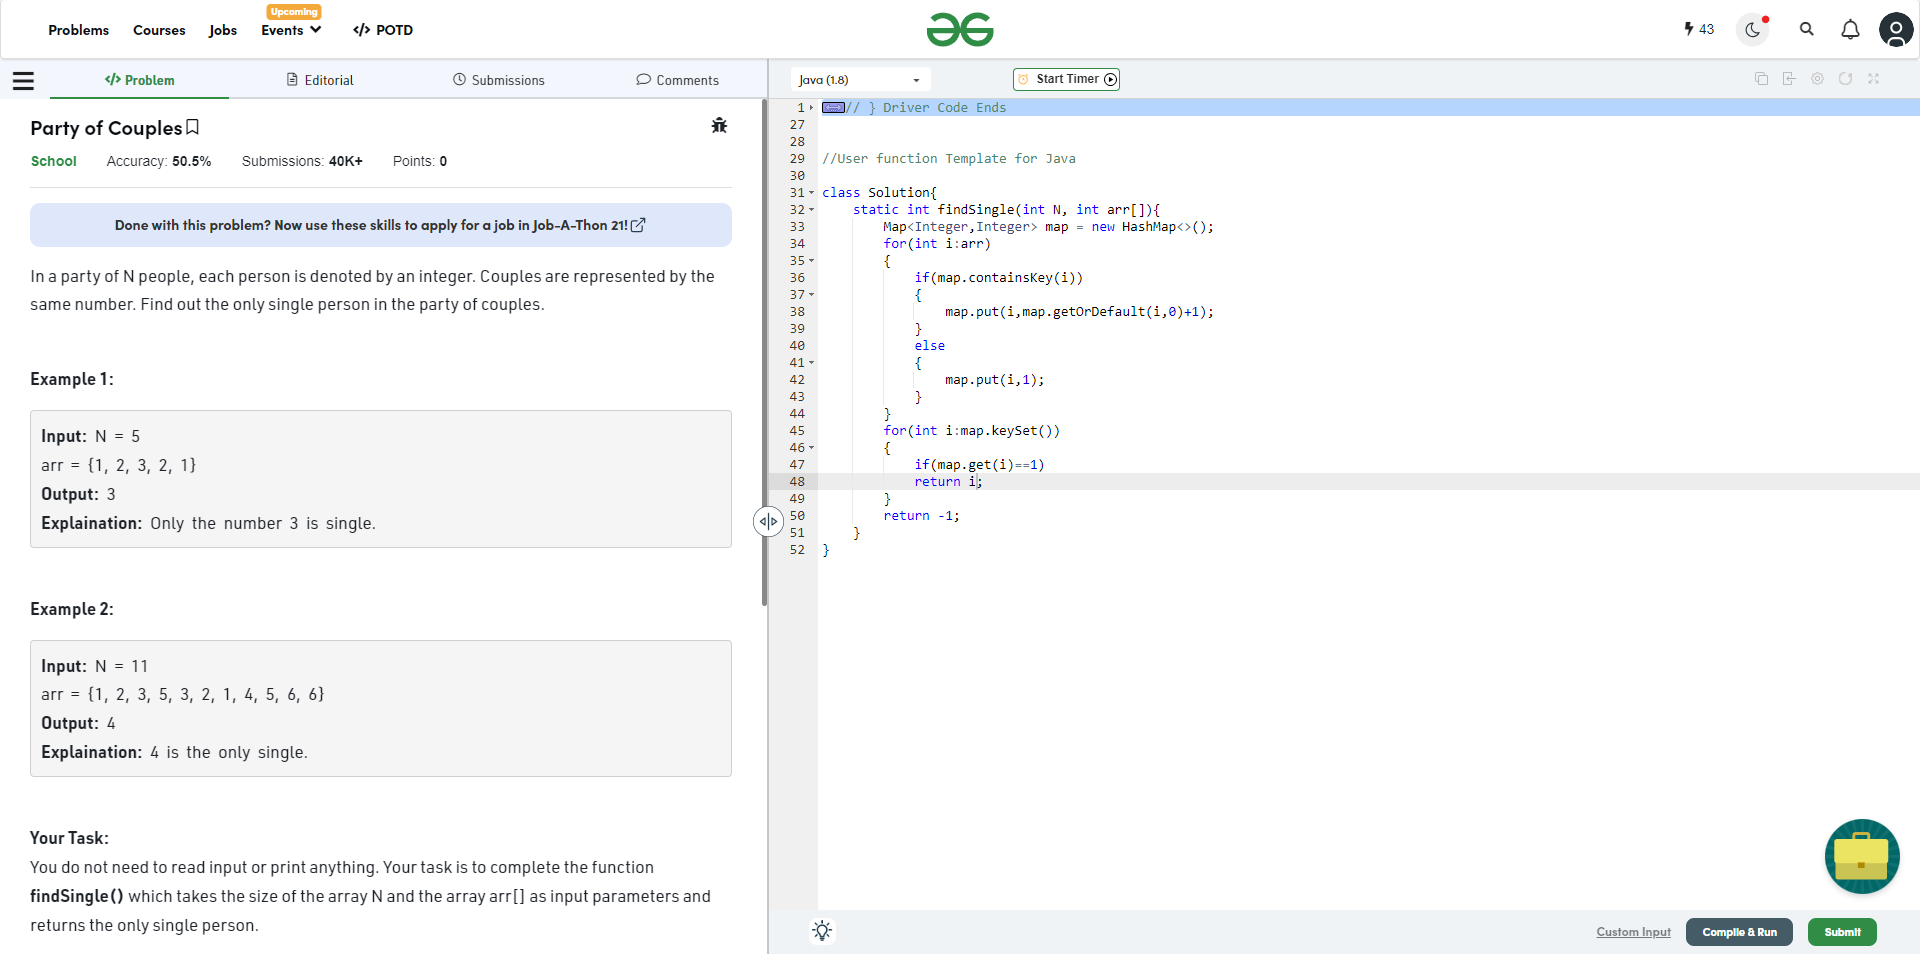 Upcoming
Problems Courses Jobs Events </> POTD
43
</> Problem Editorial Submissions Comments
Java (1.8) Start Timer
Party of Couples
School Accuracy: 50.5% Submissions: 40K+ Points: 0
Done with this problem? Now use these skills to apply for a job in Job-A-Thon 21!
In a party of N people, each person is denoted by an integer. Couples are represented by the
same number. Find out the only single person in the party of couples.
Example 1:
Input: N = 5
arr = {1, 2, 3, 2, 1}
Output: 3
Explaination: Only the number 3 is single.
Example 2:
Input: N = 11
arr = {1, 2, 3, 5, 3, 2, 1, 4, 5, 6, 6}
Output: 4
Explaination: 4 is the only single.
Your Task:
You do not need to read input or print anything. Your task is to complete the function
findSingle() which takes the size of the array N and the array arr[] as input parameters and
returns the only single person.
1 // } Driver Code Ends
27
28
29 //User function Template for Java
30
31 class Solution{
32 static int findSingle(int N, int arr[]){
33 Map<Integer,Integer> map = new HashMap<>();
34 for(int i:arr)
35 {
36 if(map.containsKey(i))
37 {
38 map.put(i,map.getOrDefault(i,0)+1);
39 }
40 else
41 {
42 map.put(i,1);
43 }
44 }
45 for(int i:map.keySet())
46 {
47 if(map.get(i)==1)
48 return i;
49 }
50 return -1;
51 }
52 }
Custom Input Compile & Run Submit